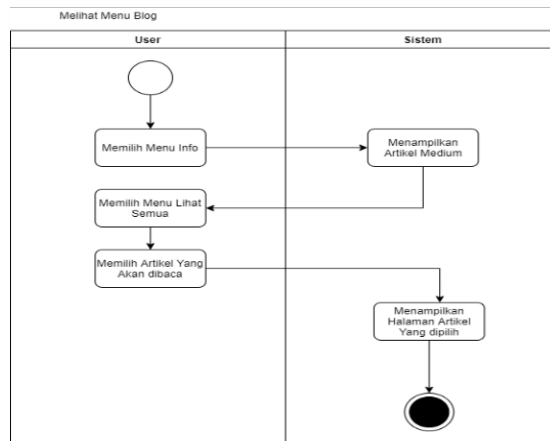 Melihat Menu Blog
User
Sistem
Memilih Menu Info
Menampilkan
Artikel Medium
Memilih Menu Lihat
Semua
Memilih Artikel Yang
Akan dibaca
Menampilkan
Halaman Artikel
Yang dipilih